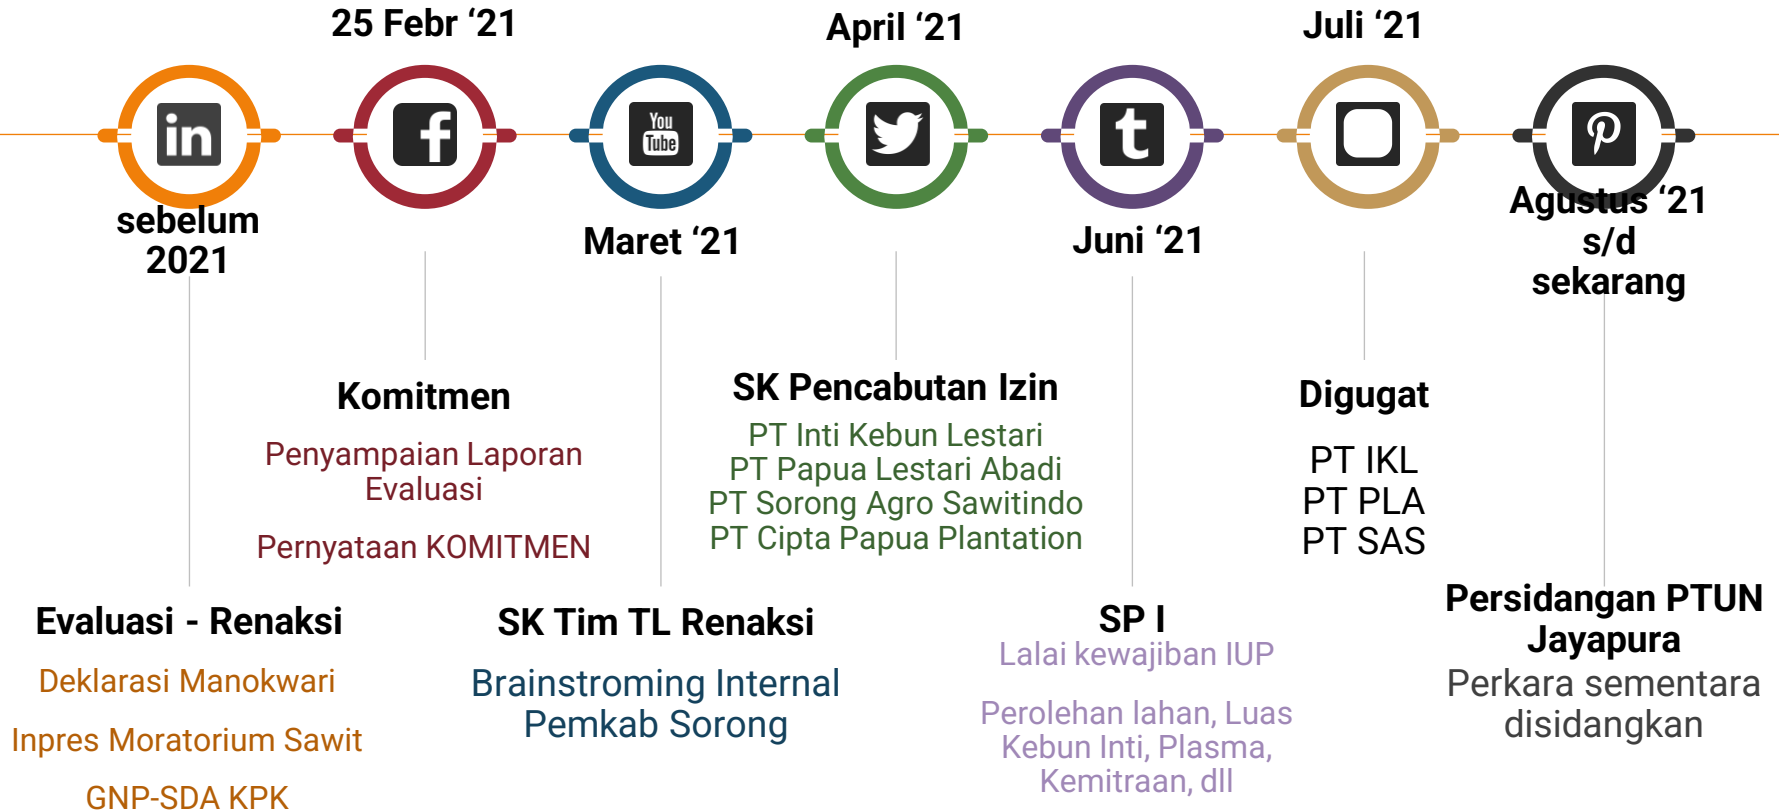 25 Febr ‘21
April ‘21
Juli ‘21
in
f
You
Tube
t
sebelum
2021
Maret ‘21
Juni ‘21
Agustus ‘21
s/d
sekarang
Komitmen
Penyampaian Laporan
Evaluasi
Pernyataan KOMITMEN
SK Pencabutan Izin
PT Inti Kebun Lestari
PT Papua Lestari Abadi
PT Sorong Agro Sawitindo
PT Cipta Papua Plantation
Digugat
PT IKL
PT PLA
PT SAS
Evaluasi - Renaksi
Deklarasi Manokwari
Inpres Moratorium Sawit
GNP-SDA KPK
SK Tim TL Renaksi
Brainstroming Internal
Pemkab Sorong
SP I
Lalai kewajiban IUP
Perolehan lahan, Luas
Kebun Inti, Plasma,
Kemitraan, dll
Persidangan PTUN
Jayapura
Perkara sementara
disidangkan